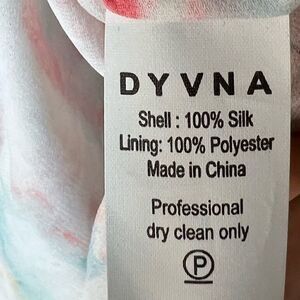 DYVNA
Shell : 100% Silk
Lining: 100% Polyester
Made in China
Professional
dry clean only
P